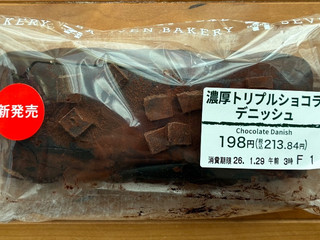 SEVEN BAKERY
新発売
濃厚トリプルショコラ
デニッシュ
Chocolate Danish
198円(税込213.84円)
消費期限 26. 1.29 午前 3時 F 1